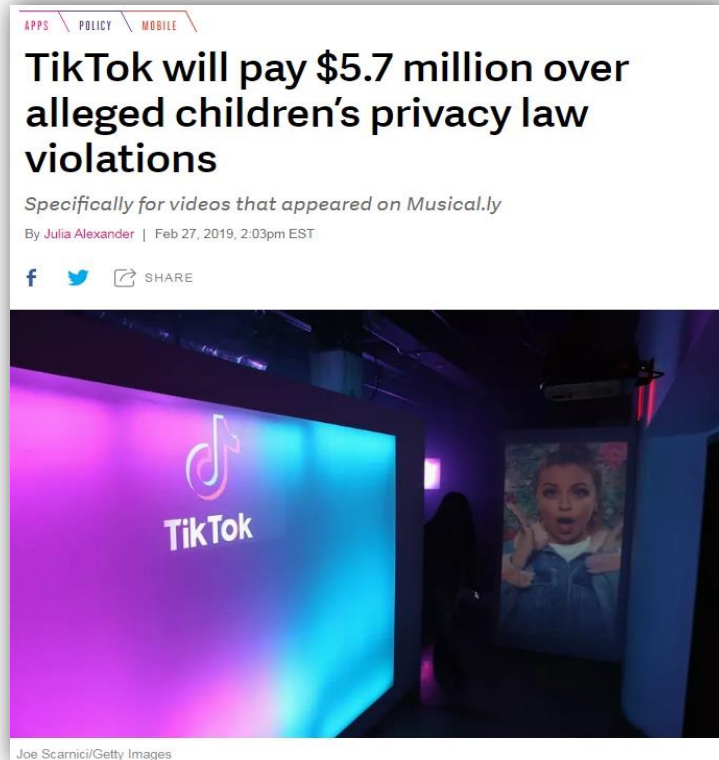 APPS \ POLICY \ MOBILE \
TikTok will pay $5.7 million over
alleged children's privacy law
violations
Specifically for videos that appeared on Musical.ly
By Julia Alexander | Feb 27, 2019, 2:03pm EST
f SHARE
TikTok
Joe Scarnici/Getty Images